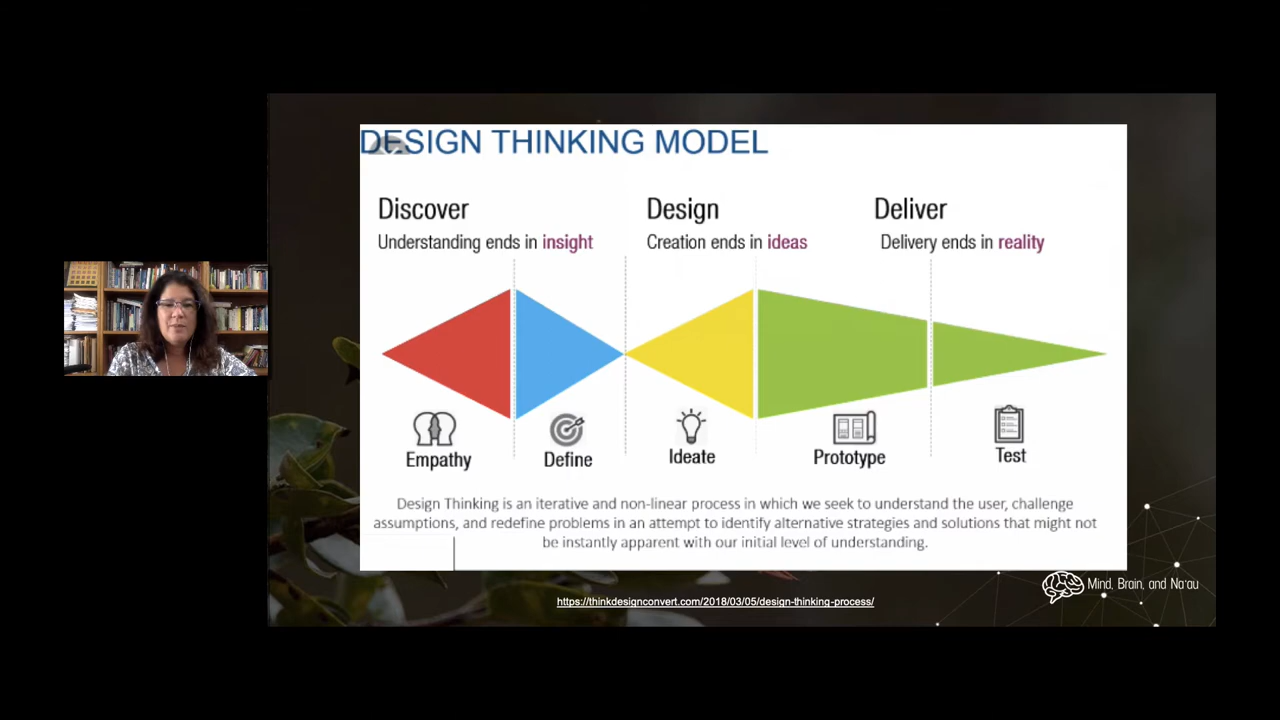 DESIGN THINKING MODEL
Discover
Understanding ends in insight
Design
Creation ends in ideas
Deliver
Delivery ends in reality
Empathy
Define
Ideate
Prototype
Test
Design Thinking is an iterative and non-linear process in which we seek to understand the user, challenge
assumptions, and redefine problems in an attempt to identify alternative strategies and solutions that might not
be instantly apparent with our initial level of understanding.
Mind, Brain, and Na'au
https://thinkdesignconvert.com/2018/03/05/design-thinking-process/